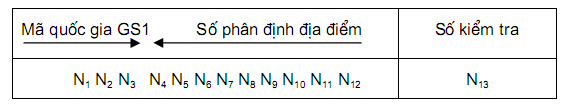 Mã quốc gia GS1 Số phân định địa điểm Số kiểm tra
N1 N2 N3 N4 N5 N6 N7 N8 N9 N10 N11 N12 N13